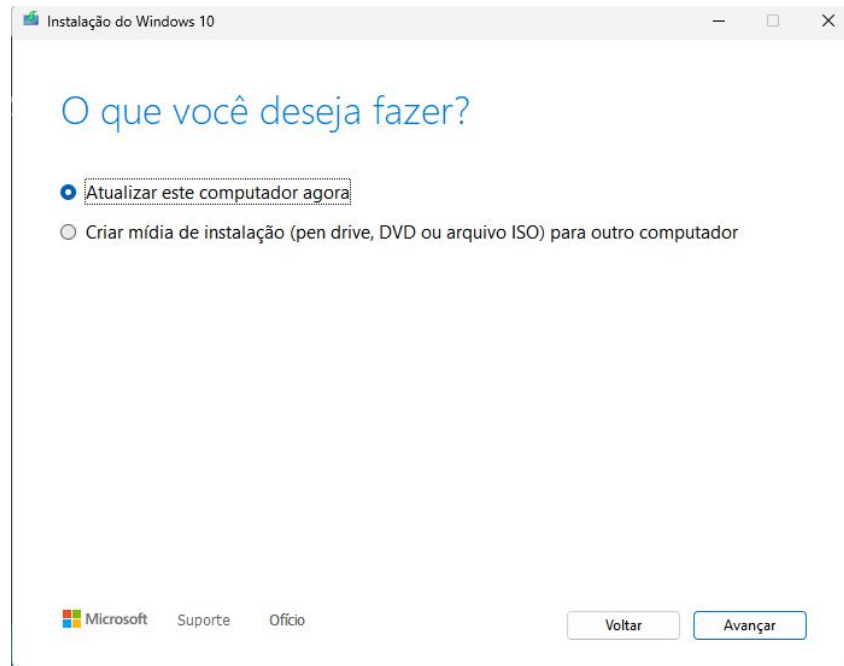 Instalação do Windows 10
O que você deseja fazer?
Atualizar este computador agora
Criar mídia de instalação (pen drive, DVD ou arquivo ISO) para outro computador
Microsoft Suporte Ofício Voltar Avançar